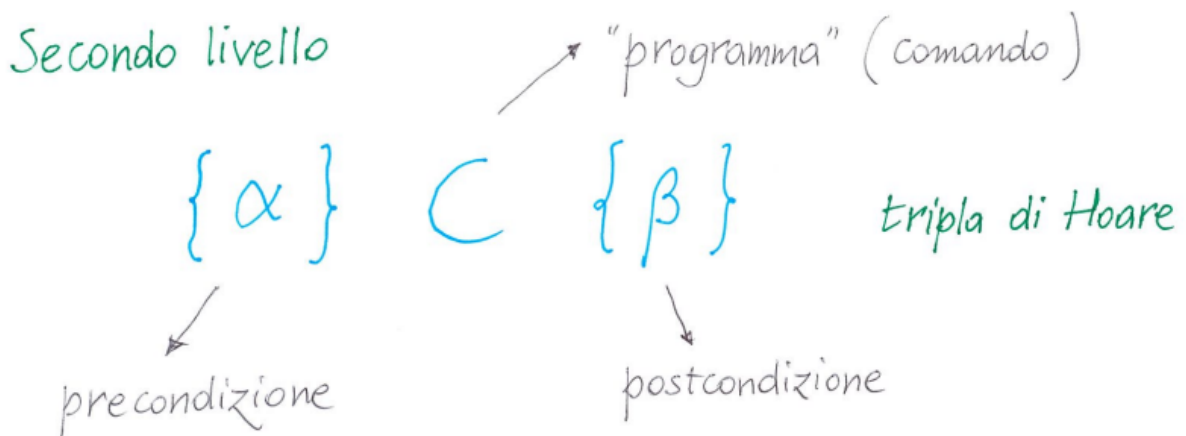 Secondo livello
"programma" (comando)
{α} C {β}
tripla di Hoare
precondizione
postcondizione